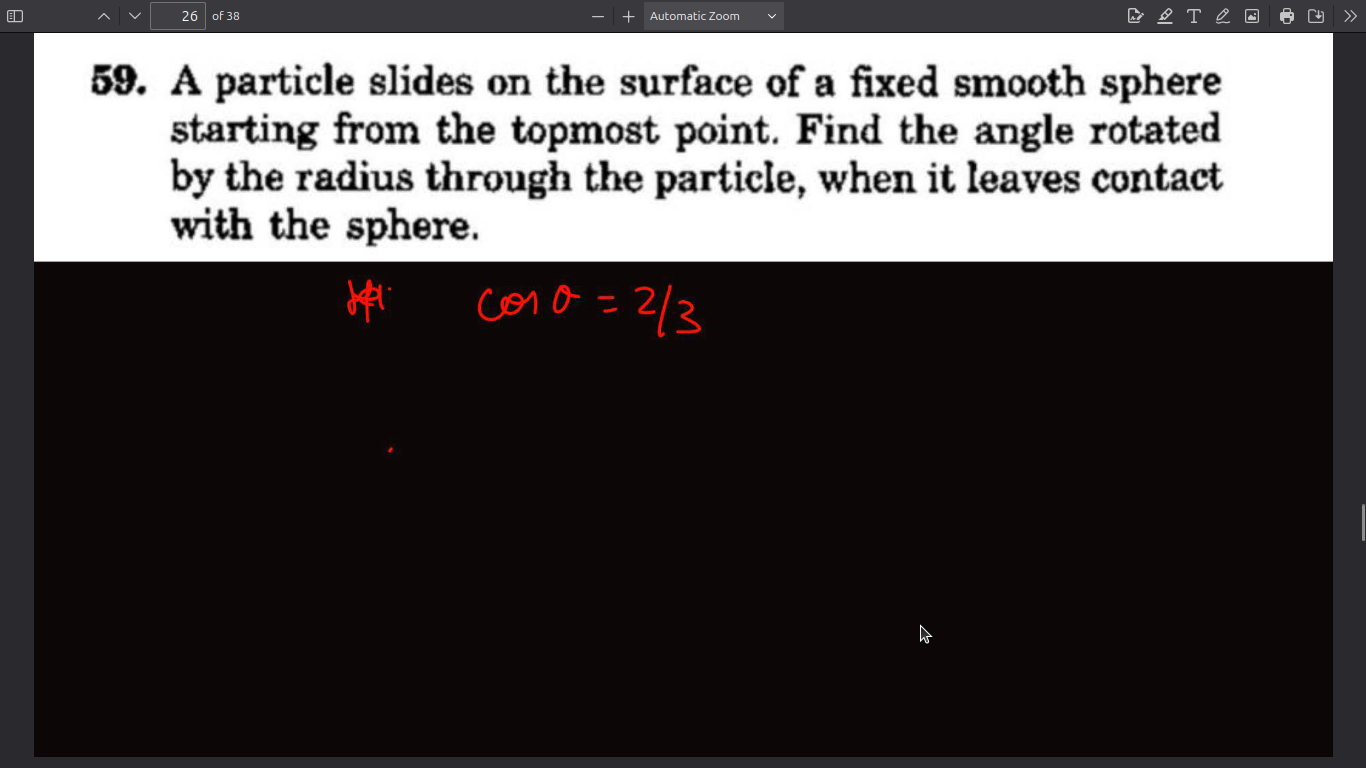 26 of 38 Automatic Zoom
59. A particle slides on the surface of a fixed smooth sphere
starting from the topmost point. Find the angle rotated
by the radius through the particle, when it leaves contact
with the sphere.
cos θ = 2/3